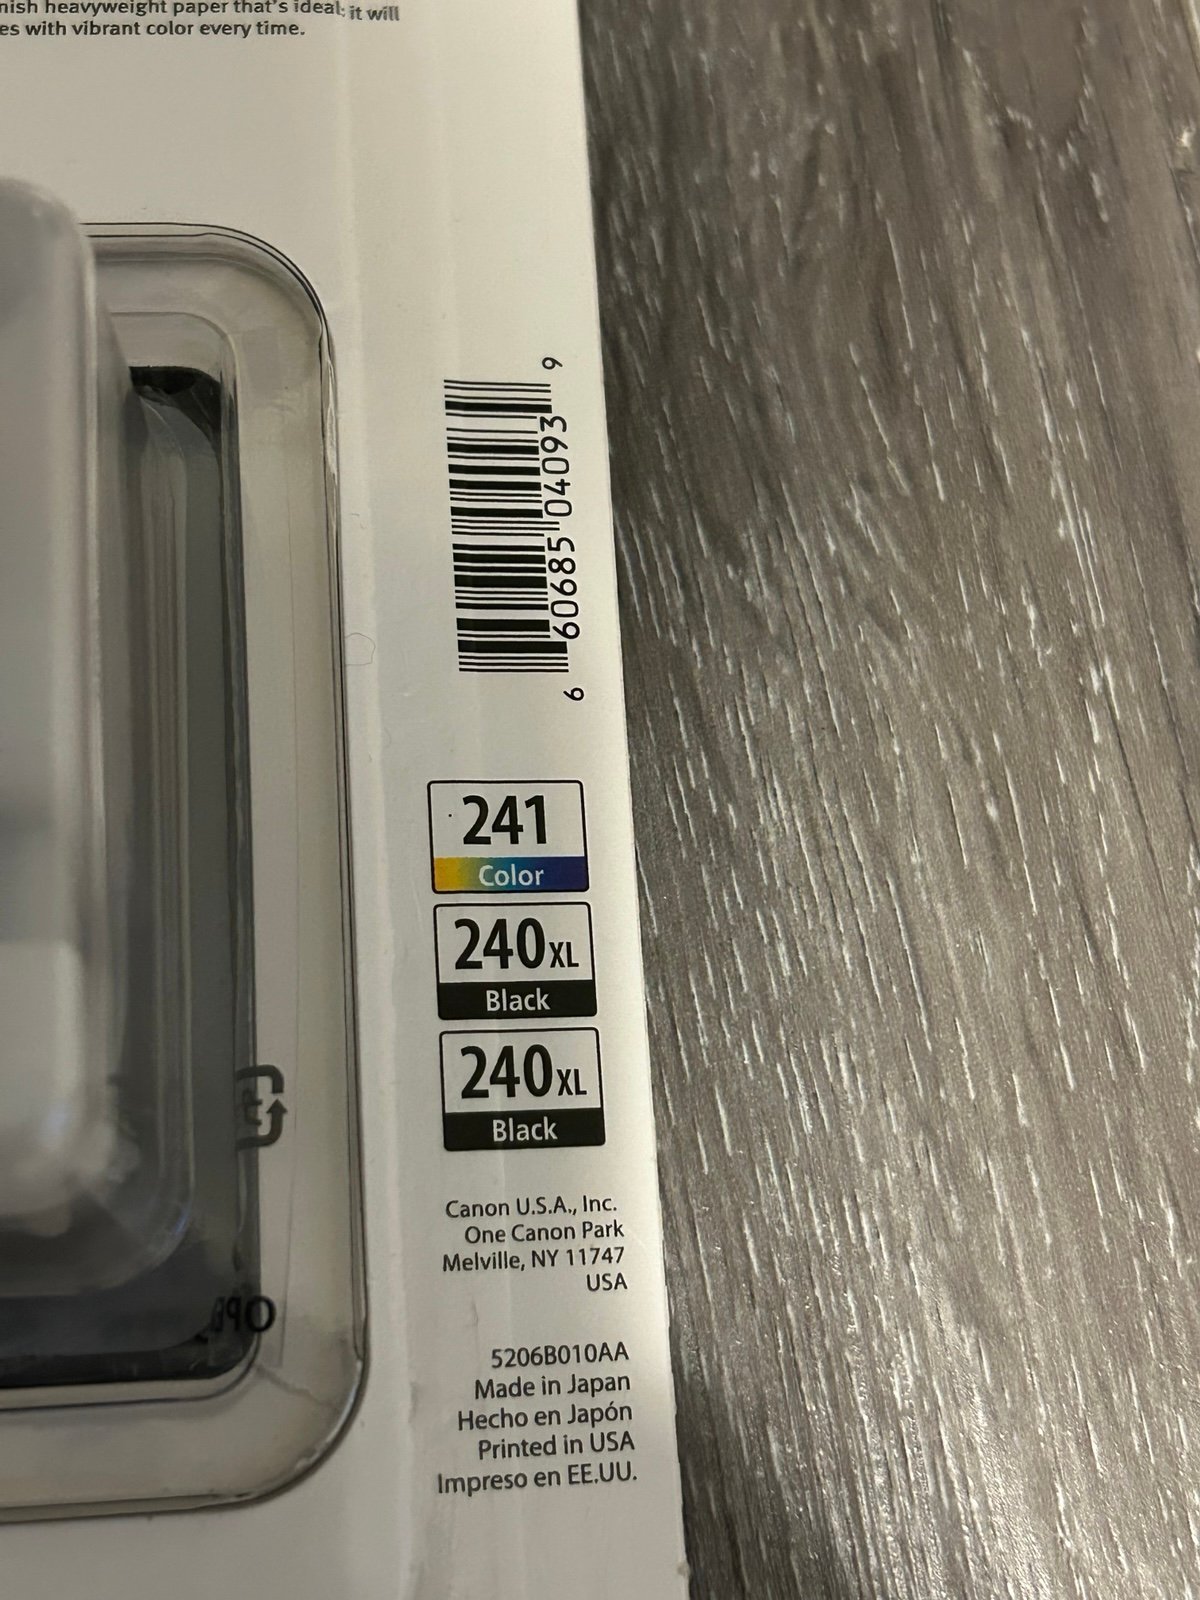 heavyweight paper that's ideal: it will
with vibrant color every time.
6 60685 04093 9
241
Color
240XL
Black
240XL
Black
Canon U.S.A., Inc.
One Canon Park
Melville, NY 11747
USA
5206B010AA
Made in Japan
Hecho en Japón
Printed in USA
Impreso en EE.UU.